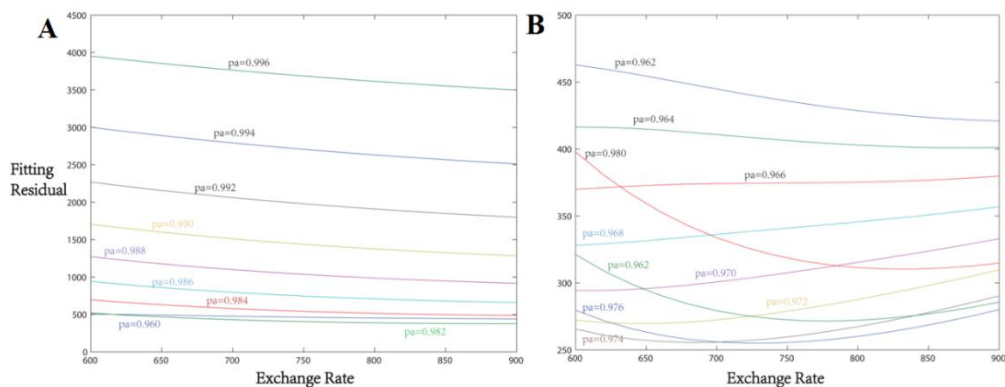 A
B
4500
4000
3500
3000
2500
2000
1500
1000
500
0
Fitting
Residual
pa=0.996
pa=0.994
pa=0.992
pa=0.990
pa=0.988
pa=0.986
pa=0.984
pa=0.960
pa=0.982
600 650 700 750 800 850 900
Exchange Rate
500
450
400
350
300
250
pa=0.962
pa=0.964
pa=0.980
pa=0.966
pa=0.968
pa=0.962
pa=0.970
pa=0.976
pa=0.972
pa=0.974
600 650 700 750 800 850 900
Exchange Rate